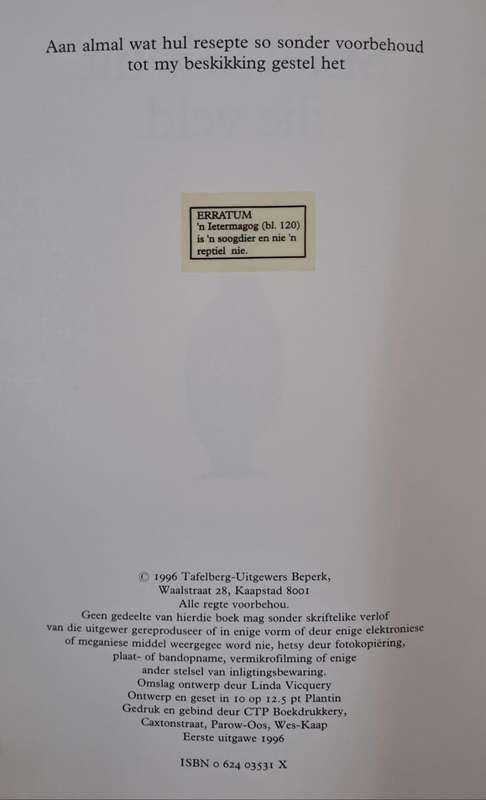 Aan almal wat hul resepte so sonder voorbehoud
tot my beskikking gestel het
ERRATUM
'n Ietermagog (bl. 120)
is 'n soogdier en nie 'n
reptiel nie.
© 1996 Tafelberg-Uitgewers Beperk,
Waalstraat 28, Kaapstad 8001
Alle regte voorbehou.
Geen gedeelte van hierdie boek mag sonder skriftelike verlof
van die uitgewer gereproduseer of in enige vorm of deur enige elektroniese
of meganiese middel weergegee word nie, hetsy deur fotokopiëring,
plaat- of bandopname, vermikrofilming of enige
ander stelsel van inligtingsbewaring.
Omslag ontwerp deur Linda Vicquery
Ontwerp en geset in 10 op 12.5 pt Plantin
Gedruk en gebind deur CTP Boekdrukkery,
Caxtonstraat, Parow-Oos, Wes-Kaap
Eerste uitgawe 1996
ISBN 0 624 03531 X